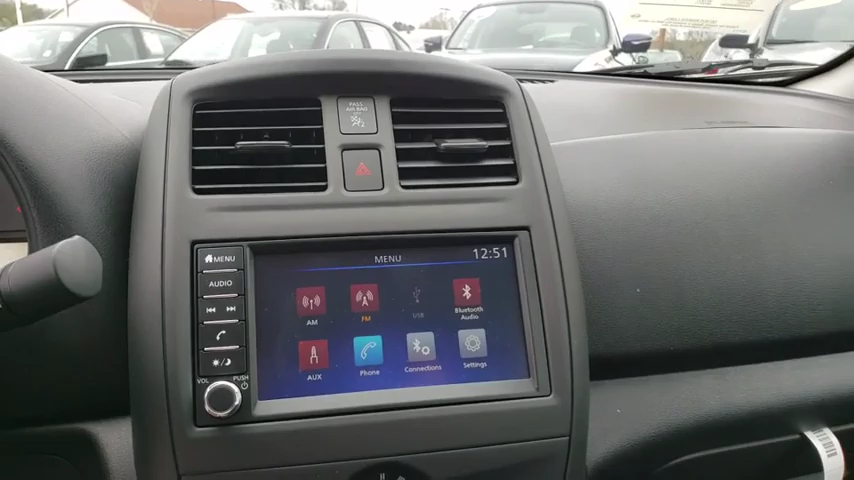 PASS
AIR BAG
OFF
MENU
AUDIO
VOL
PUSH
MENU
12:51
AM
FM
USB
Bluetooth
Audio
AUX
Phone
Connections
Settings